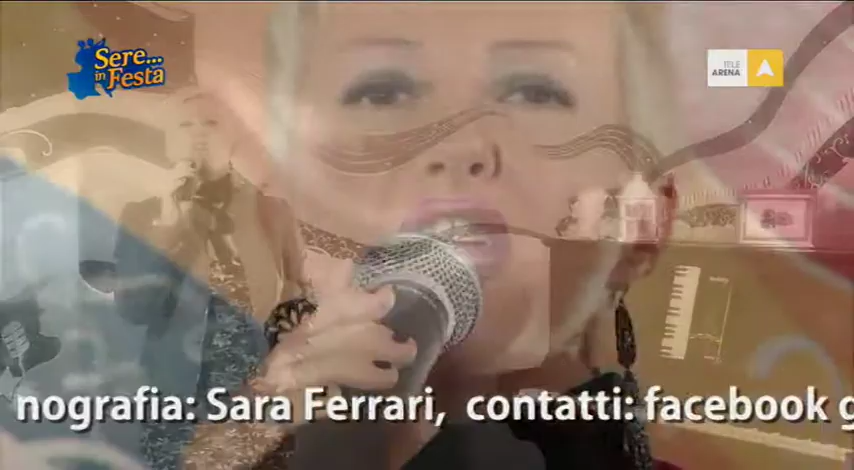 Sere...
in Festa
TELE
ARENA
nografia: Sara Ferrari, contatti: facebook g